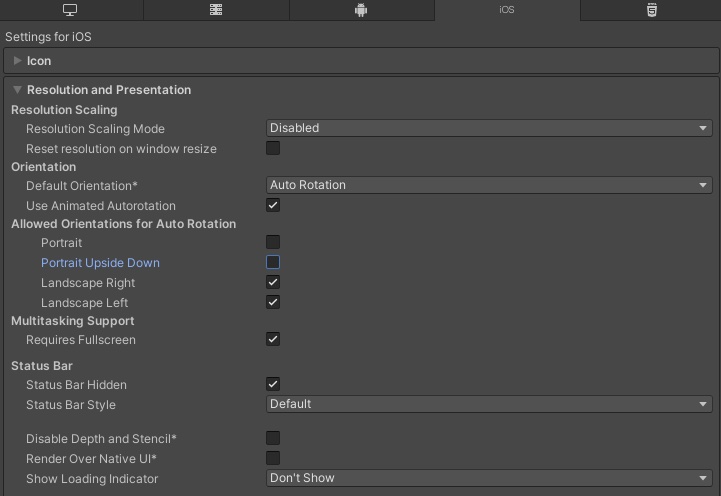 iOS
Settings for iOS
Icon
Resolution and Presentation
Resolution Scaling
Resolution Scaling Mode Disabled
Reset resolution on window resize
Orientation
Default Orientation* Auto Rotation
Use Animated Autorotation
Allowed Orientations for Auto Rotation
Portrait
Portrait Upside Down
Landscape Right
Landscape Left
Multitasking Support
Requires Fullscreen
Status Bar
Status Bar Hidden
Status Bar Style Default
Disable Depth and Stencil*
Render Over Native UI*
Show Loading Indicator Don't Show